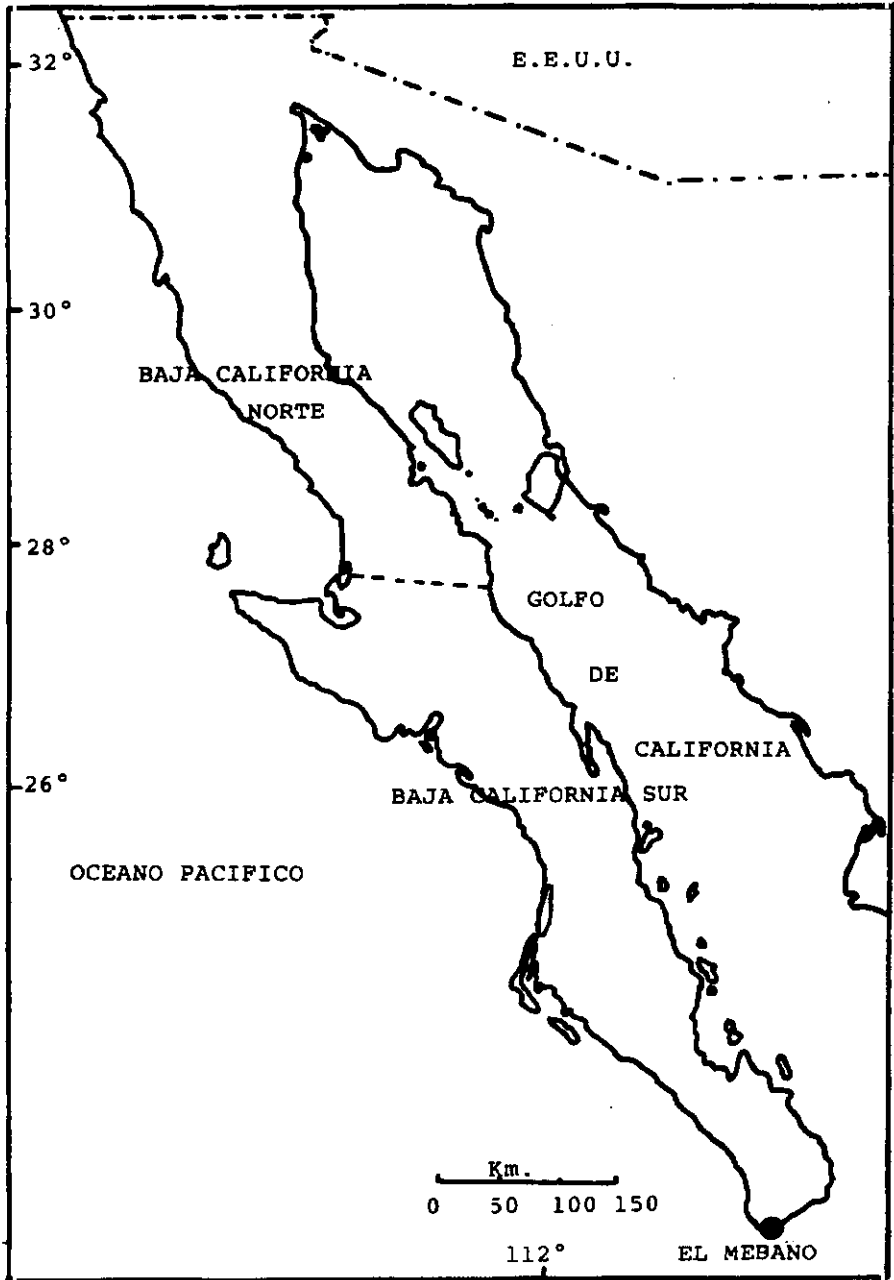 E.E.U.U.
32°
30°
BAJA CALIFORNIA
NORTE
28°
GOLFO
DE
CALIFORNIA
26°
BAJA CALIFORNIA SUR
OCEANO PACIFICO
Km.
0 50 100 150
112°
EL MEBANO